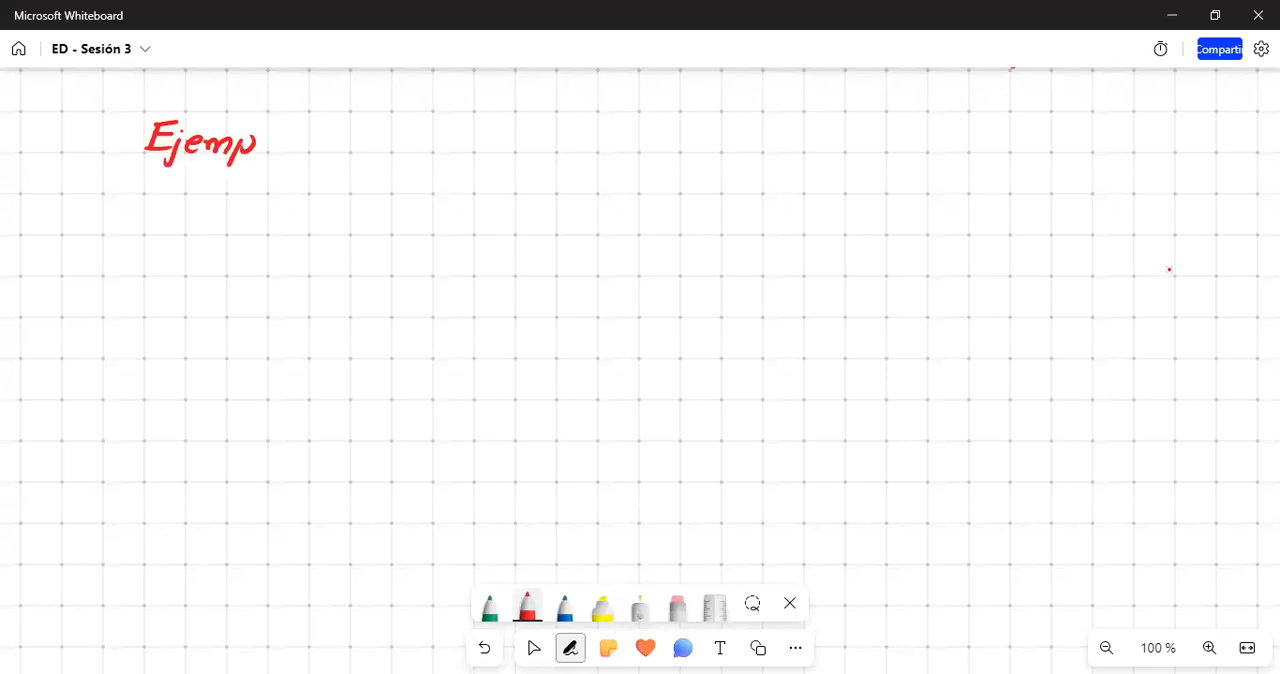 Microsoft Whiteboard
ED - Sesión 3
Comparti
Ejemp
T
100 %